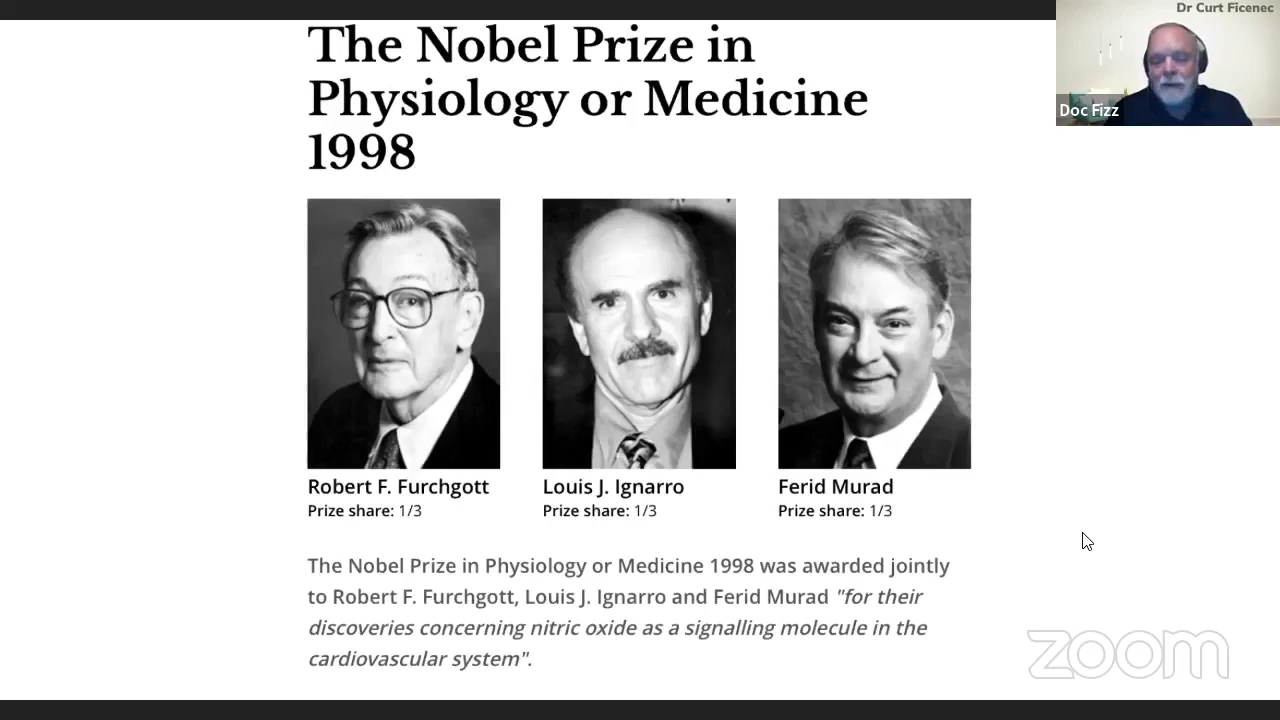 Dr Curt Ficenec
The Nobel Prize in
Physiology or Medicine
1998
Doc Fizz
Robert F. Furchgott
Prize share: 1/3
Louis J. Ignarro
Prize share: 1/3
Ferid Murad
Prize share: 1/3
The Nobel Prize in Physiology or Medicine 1998 was awarded jointly
to Robert F. Furchgott, Louis J. Ignarro and Ferid Murad "for their
discoveries concerning nitric oxide as a signalling molecule in the
cardiovascular system".
zoom